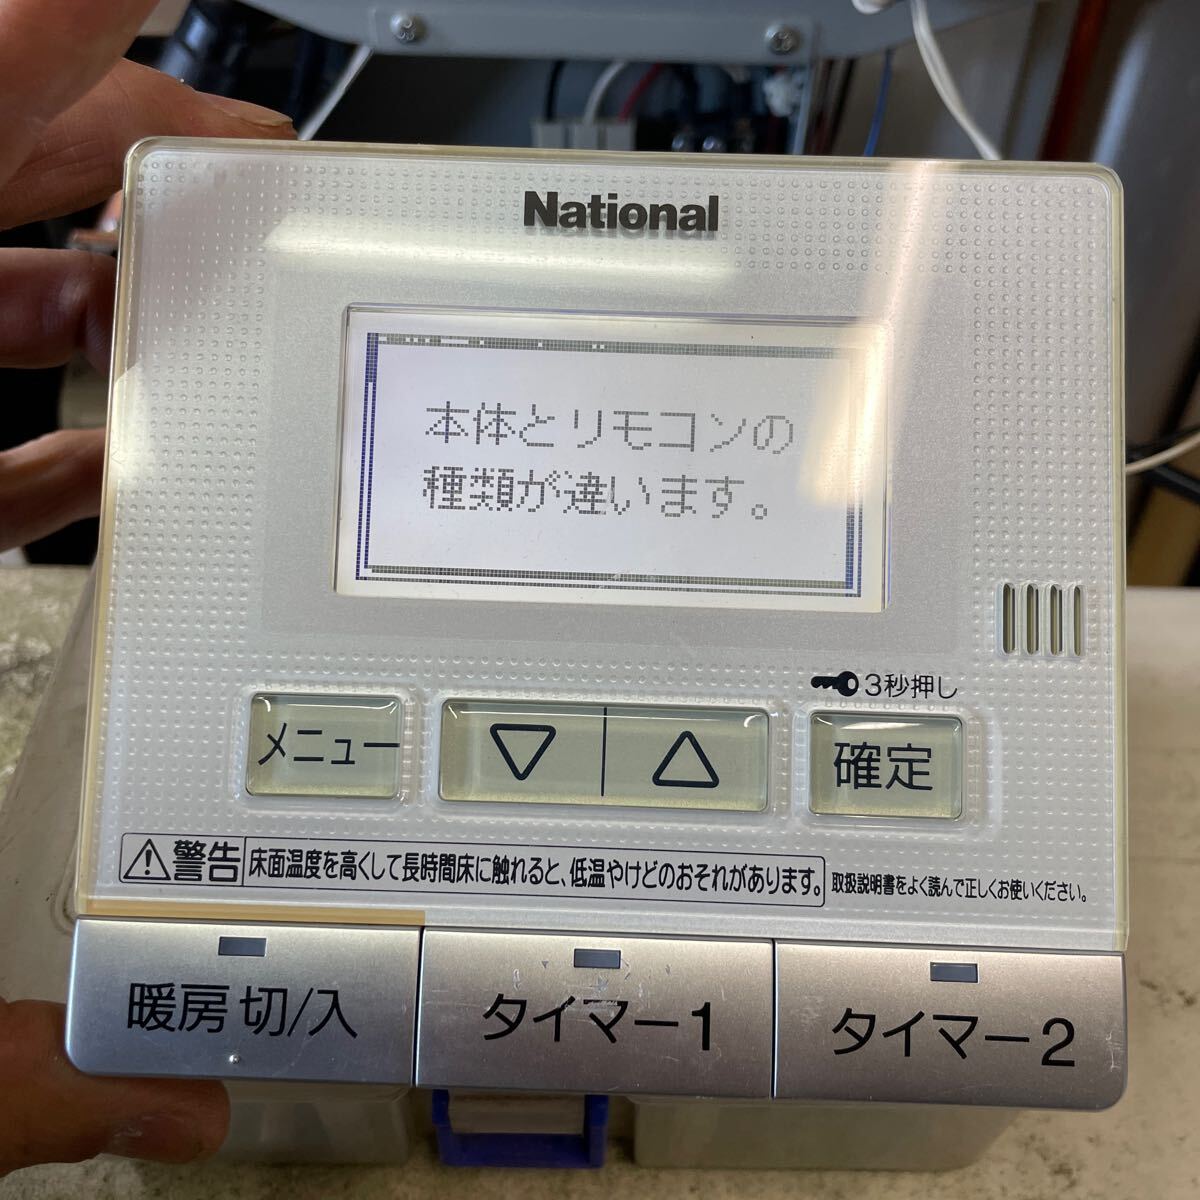 National
本体とリモコンの
種類が違います。
3秒押し
メニュー
▽
△
確定
⚠警告 床面温度を高くして長時間床に触れると、低温やけどのおそれがあります。 取扱説明書をよく読んで正しくお使いください。
暖房 切/入
タイマー1
タイマー2